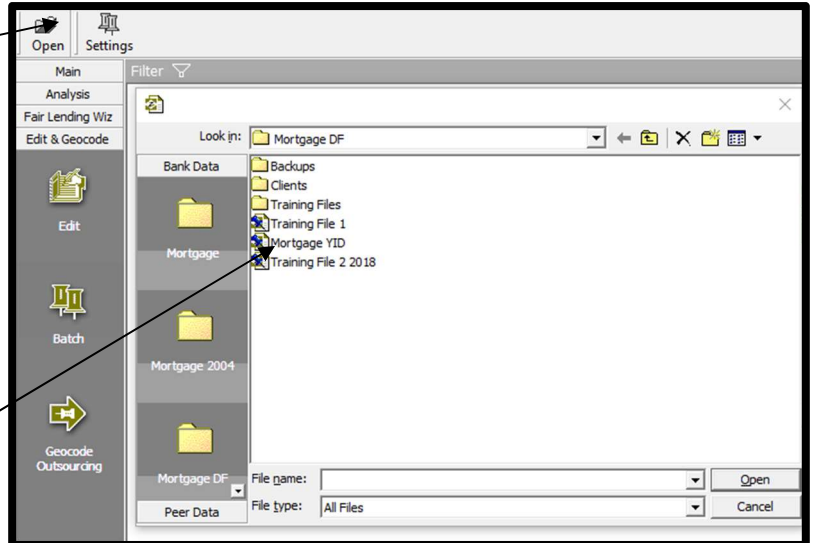 Open Settings
Main
Analysis
Fair Lending Wiz
Edit & Geocode
Edit
Batch
Geocode
Outsourcing
Filter
Look in: Mortgage DF
Bank Data
Mortgage
Mortgage 2004
Mortgage DF
Peer Data
Backups
Clients
Training Files
Training File 1
Mortgage YID
Training File 2 2018
File name: Open
File type: All Files Cancel